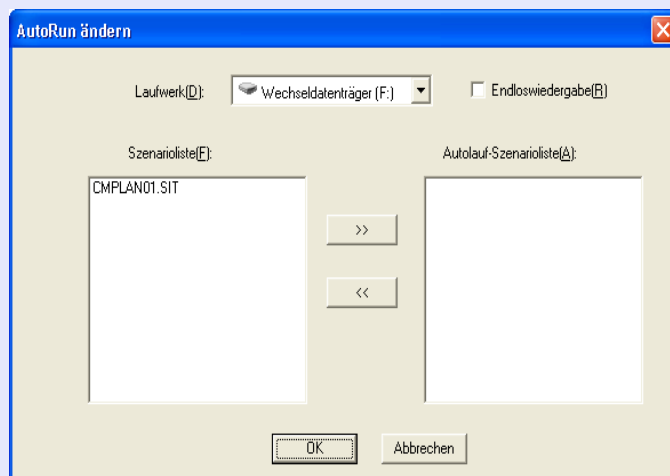 AutoRun ändern
Laufwerk(D): Wechseldatenträger (F:) Endloswiedergabe(R)
Szenarioliste(F): Autolauf-Szenarioliste(A):
CMPLAN01.SIT
>>
<<
OK Abbrechen